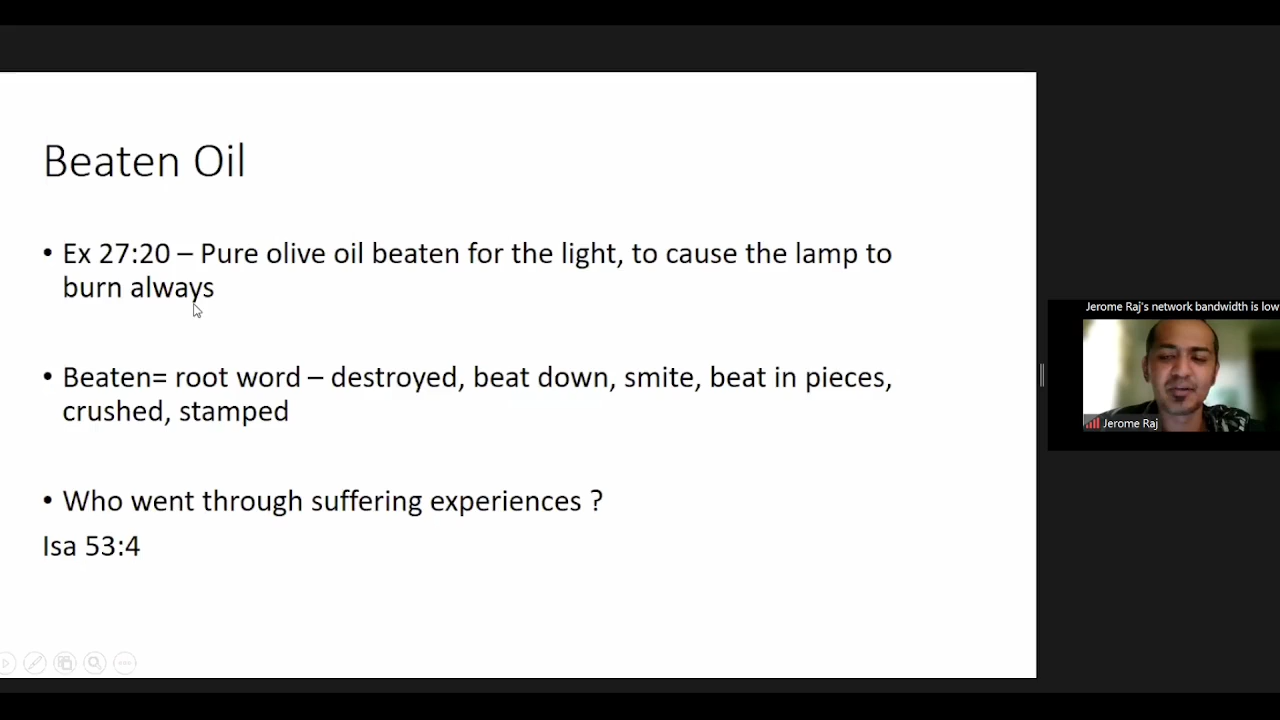 Beaten Oil
• Ex 27:20 – Pure olive oil beaten for the light, to cause the lamp to
burn always
• Beaten= root word – destroyed, beat down, smite, beat in pieces,
crushed, stamped
• Who went through suffering experiences ?
Isa 53:4
Jerome Raj's network bandwidth is low
Jerome Raj